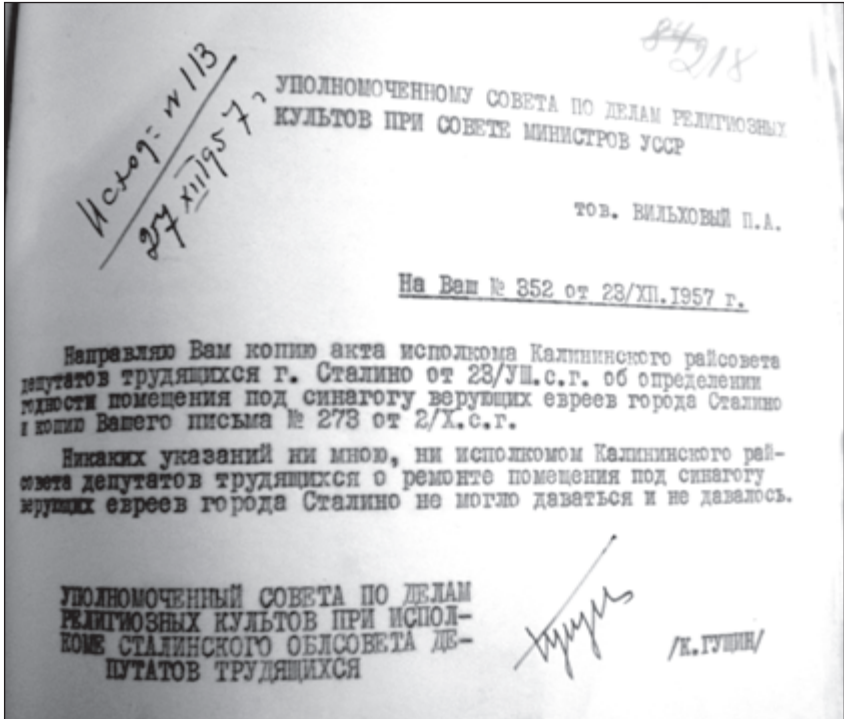 84 218
Исход: № 113
27 XII 1957 г.
УПОЛНОМОЧЕННОМУ СОВЕТА ПО ДЕЛАМ РЕЛИГИОЗНЫХ
КУЛЬТОВ ПРИ СОВЕТЕ МИНИСТРОВ УССР
тов. ВИЛЬХОВЫЙ П.А.
На Ваш № 352 от 23/XII.1957 г.
Направляю Вам копию акта исполкома Калининского райсовета
депутатов трудящихся г. Сталино от 23/УШ.с.г. об определении
годности помещения под синагогу верующих евреев города Сталино
и копию Вашего письма № 273 от 2/X.с.г.
Никаких указаний ни мною, ни исполкомом Калининского рай-
совета депутатов трудящихся о ремонте помещения под синагогу
верующих евреев города Сталино не могло даваться и не давалось.
УПОЛНОМОЧЕННЫЙ СОВЕТА ПО ДЕЛАМ
РЕЛИГИОЗНЫХ КУЛЬТОВ ПРИ ИСПОЛ-
КОМЕ СТАЛИНСКОГО ОБЛСОВЕТА ДЕ-
ПУТАТОВ ТРУДЯЩИХСЯ
/К.ГУЩИН/